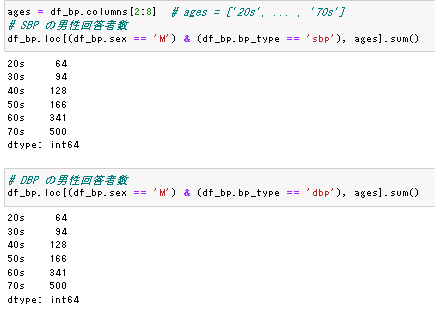 ages = df_bp.columns[2:8]  # ages = ['20s', ... , '70s']
# SBP の男性回答者数
df_bp.loc[(df_bp.sex == 'M') & (df_bp.bp_type == 'sbp'), ages].sum()
20s     64
30s     94
40s    128
50s    166
60s    341
70s    500
dtype: int64
# DBP の男性回答者数
df_bp.loc[(df_bp.sex == 'M') & (df_bp.bp_type == 'dbp'), ages].sum()
20s     64
30s     94
40s    128
50s    166
60s    341
70s    500
dtype: int64